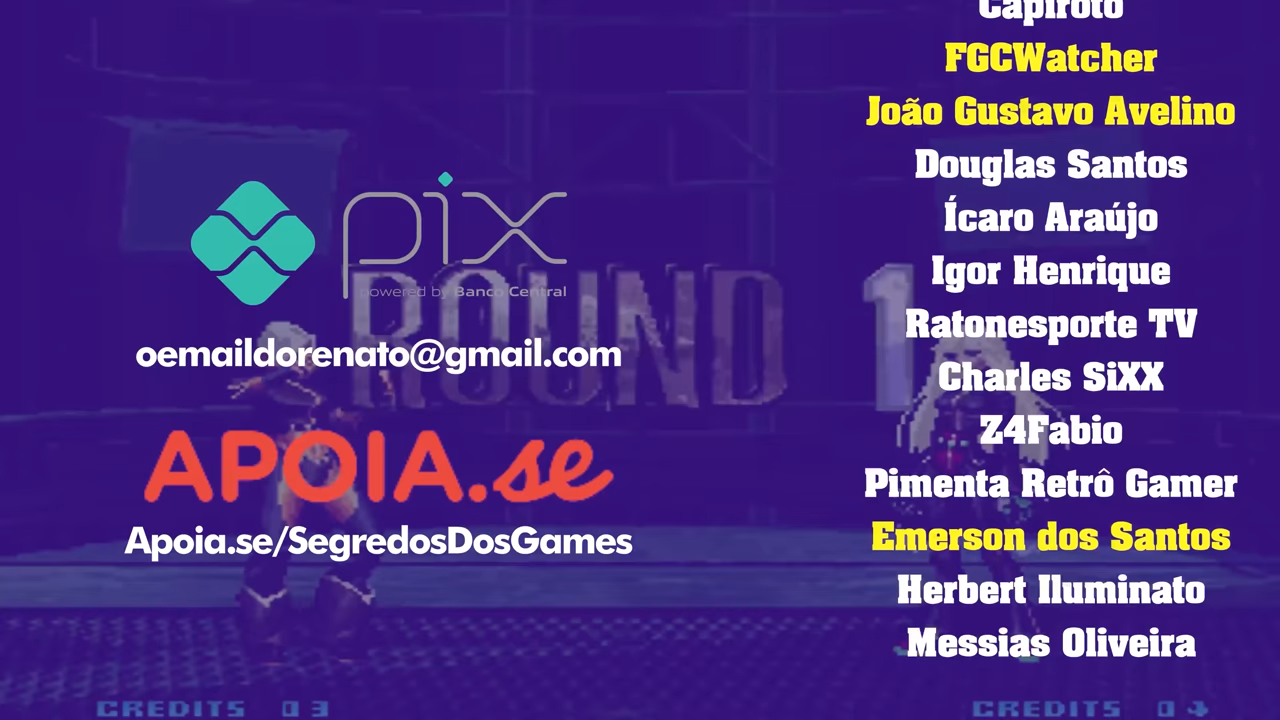 pix
powered by Banco Central
oemaildorenato@gmail.com
APOIA.se
Apoia.se/SegredosDosGames
ROUND 1
Capiroto
FGCWatcher
João Gustavo Avelino
Douglas Santos
Ícaro Araújo
Igor Henrique
Ratonesporte TV
Charles SiXX
Z4Fabio
Pimenta Retrô Gamer
Emerson dos Santos
Herbert Iluminato
Messias Oliveira
CREDITS 03
CREDITS 04